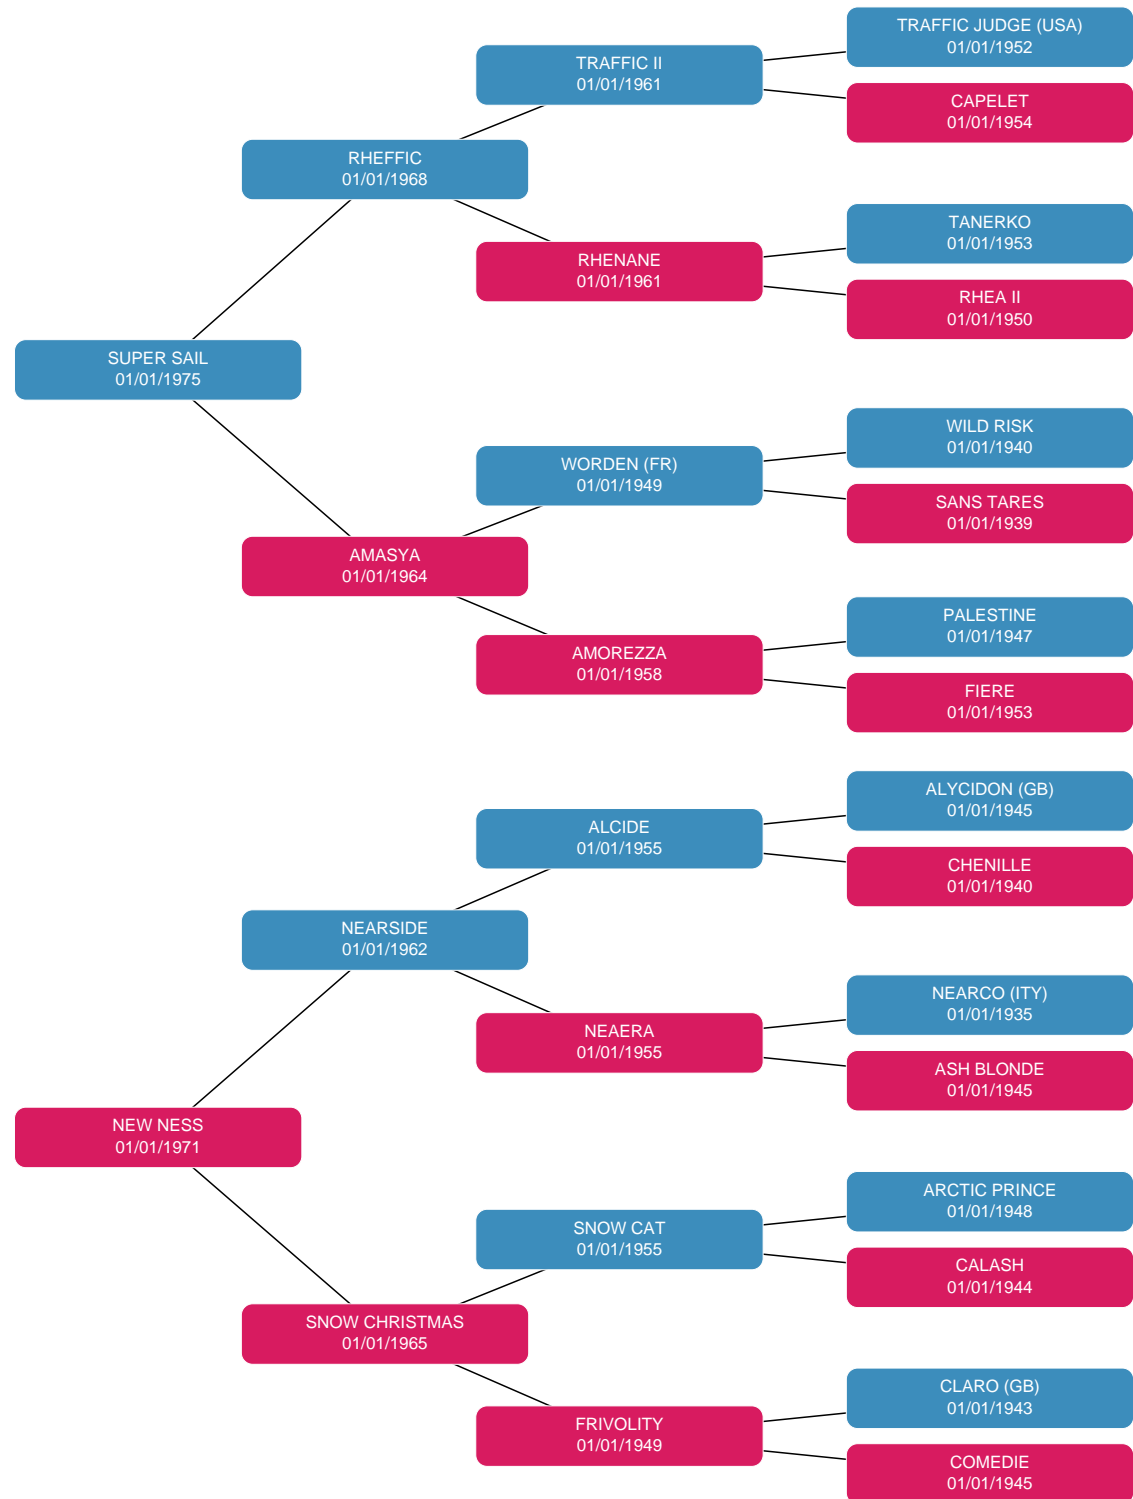 TRAFFIC JUDGE (USA)
01/01/1952
TRAFFIC II
01/01/1961
CAPELET
01/01/1954
RHEFFIC
01/01/1968
TANERKO
01/01/1953
RHENANE
01/01/1961
RHEA II
01/01/1950
SUPER SAIL
01/01/1975
WILD RISK
01/01/1940
WORDEN (FR)
01/01/1949
SANS TARES
01/01/1939
AMASYA
01/01/1964
PALESTINE
01/01/1947
AMOREZZA
01/01/1958
FIERE
01/01/1953
ALYCIDON (GB)
01/01/1945
ALCIDE
01/01/1955
CHENILLE
01/01/1940
NEARSIDE
01/01/1962
NEARCO (ITY)
01/01/1935
NEAERA
01/01/1955
ASH BLONDE
01/01/1945
NEW NESS
01/01/1971
ARCTIC PRINCE
01/01/1948
SNOW CAT
01/01/1955
CALASH
01/01/1944
SNOW CHRISTMAS
01/01/1965
CLARO (GB)
01/01/1943
FRIVOLITY
01/01/1949
COMEDIE
01/01/1945